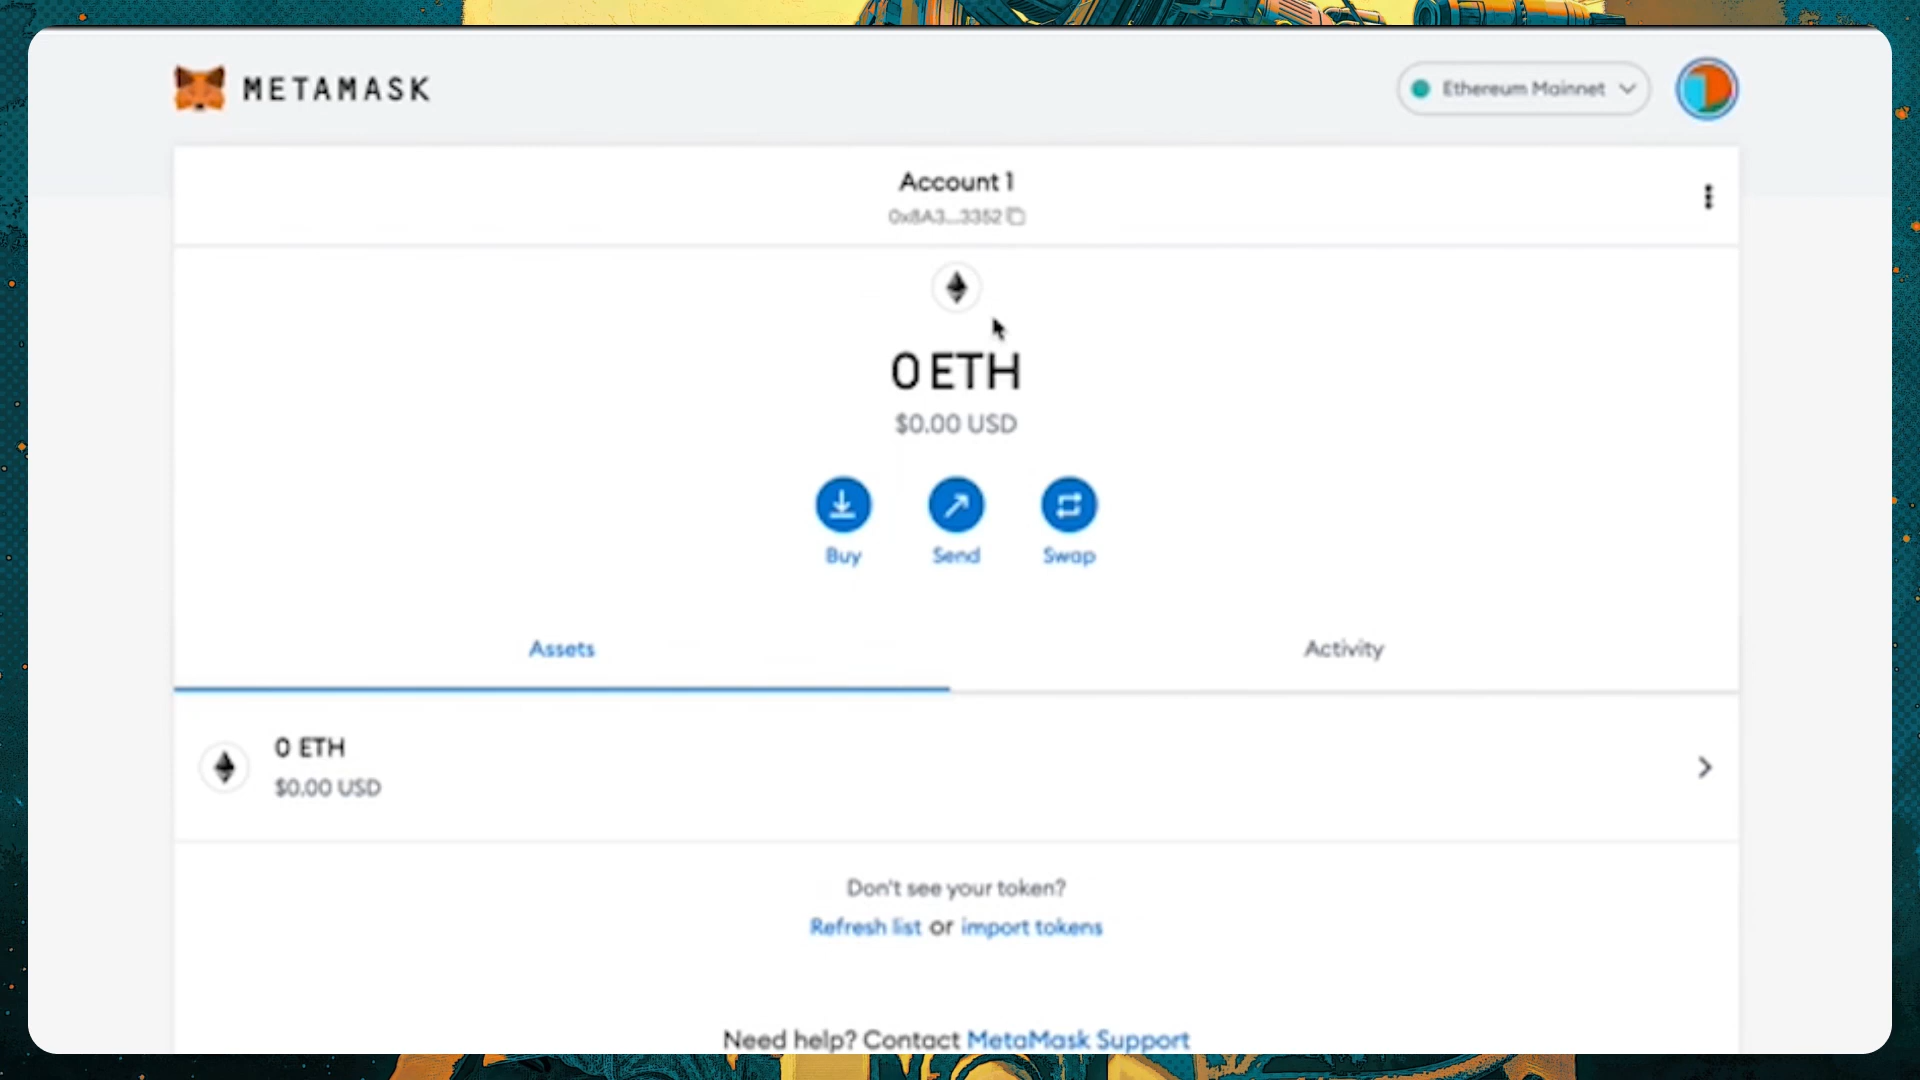 METAMASK
Ethereum Mainnet
Account 1
0x8A3...3352
0 ETH
$0.00 USD
Buy
Send
Swap
Assets
Activity
0 ETH
$0.00 USD
Don't see your token?
Refresh list or import tokens
Need help? Contact MetaMask Support